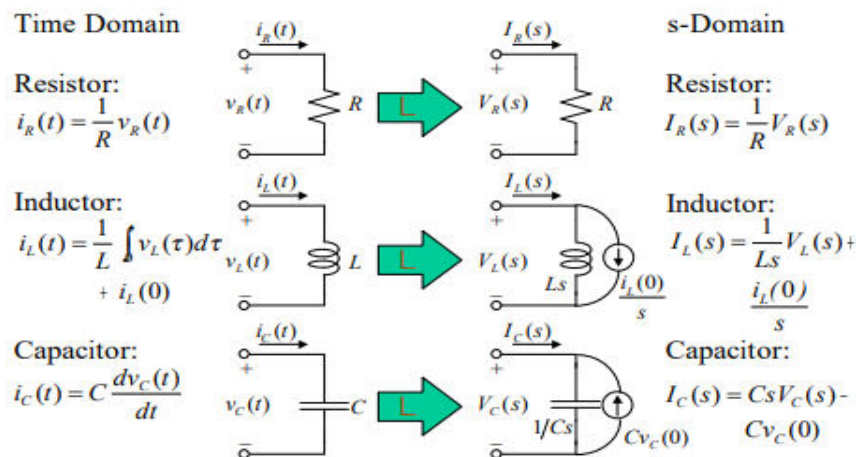 Time Domain
s-Domain
i_R(t)
I_R(s)
Resistor:
i_R(t) = 1/R v_R(t)
+
v_R(t)
R
−
L
+
V_R(s)
R
−
Resistor:
I_R(s) = 1/R V_R(s)
i_L(t)
I_L(s)
Inductor:
i_L(t) = 1/L ∫ v_L(τ)dτ
+ i_L(0)
+
v_L(t)
L
−
L
+
V_L(s)
Ls
−
i_L(0)/s
Inductor:
I_L(s) = 1/Ls V_L(s) +
i_L(0)/s
i_C(t)
I_C(s)
Capacitor:
i_C(t) = C dv_C(t)/dt
+
v_C(t)
C
−
L
+
V_C(s)
1/Cs
−
Cv_C(0)
Capacitor:
I_C(s) = CsV_C(s) -
Cv_C(0)